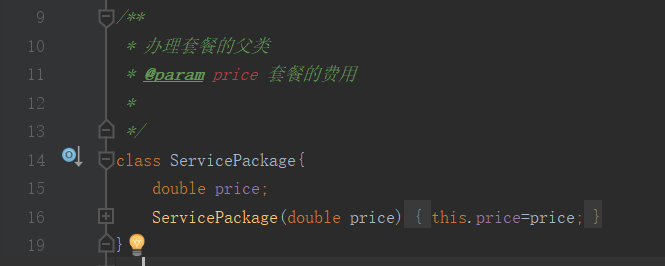 9 /**
10 * 办理套餐的父类
11 * @param price 套餐的费用
12 *
13 */
14 class ServicePackage{
15 double price;
16 ServicePackage(double price) { this.price=price; }
19 }